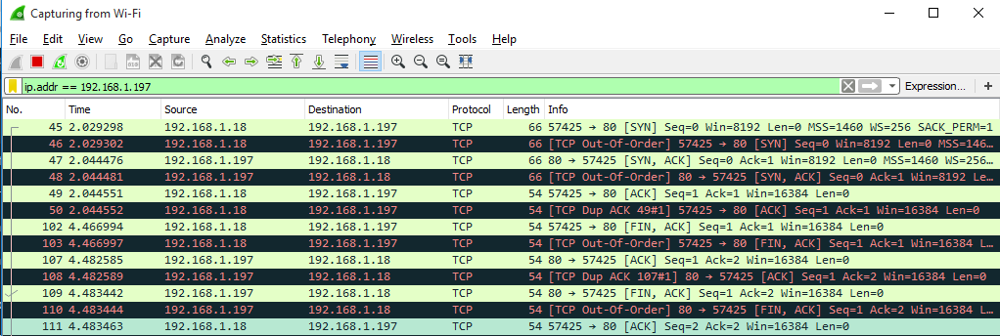 Capturing from Wi-Fi
File Edit View Go Capture Analyze Statistics Telephony Wireless Tools Help
ip.addr == 192.168.1.197 Expression... +
No. Time Source Destination Protocol Length Info
45 2.029298 192.168.1.18 192.168.1.197 TCP 66 57425 → 80 [SYN] Seq=0 Win=8192 Len=0 MSS=1460 WS=256 SACK_PERM=1
46 2.029302 192.168.1.18 192.168.1.197 TCP 66 [TCP Out-Of-Order] 57425 → 80 [SYN] Seq=0 Win=8192 Len=0 MSS=146...
47 2.044476 192.168.1.197 192.168.1.18 TCP 66 80 → 57425 [SYN, ACK] Seq=0 Ack=1 Win=8192 Len=0 MSS=1460 WS=256...
48 2.044481 192.168.1.197 192.168.1.18 TCP 66 [TCP Out-Of-Order] 80 → 57425 [SYN, ACK] Seq=0 Ack=1 Win=8192 Le...
49 2.044551 192.168.1.18 192.168.1.197 TCP 54 57425 → 80 [ACK] Seq=1 Ack=1 Win=16384 Len=0
50 2.044552 192.168.1.18 192.168.1.197 TCP 54 [TCP Dup ACK 49#1] 57425 → 80 [ACK] Seq=1 Ack=1 Win=16384 Len=0
102 4.466994 192.168.1.18 192.168.1.197 TCP 54 57425 → 80 [FIN, ACK] Seq=1 Ack=1 Win=16384 Len=0
103 4.466997 192.168.1.18 192.168.1.197 TCP 54 [TCP Out-Of-Order] 57425 → 80 [FIN, ACK] Seq=1 Ack=1 Win=16384 L...
107 4.482585 192.168.1.197 192.168.1.18 TCP 54 80 → 57425 [ACK] Seq=1 Ack=2 Win=16384 Len=0
108 4.482589 192.168.1.197 192.168.1.18 TCP 54 [TCP Dup ACK 107#1] 80 → 57425 [ACK] Seq=1 Ack=2 Win=16384 Len=0
109 4.483442 192.168.1.197 192.168.1.18 TCP 54 80 → 57425 [FIN, ACK] Seq=1 Ack=2 Win=16384 Len=0
110 4.483444 192.168.1.197 192.168.1.18 TCP 54 [TCP Out-Of-Order] 80 → 57425 [FIN, ACK] Seq=1 Ack=2 Win=16384 L...
111 4.483463 192.168.1.18 192.168.1.197 TCP 54 57425 → 80 [ACK] Seq=2 Ack=2 Win=16384 Len=0